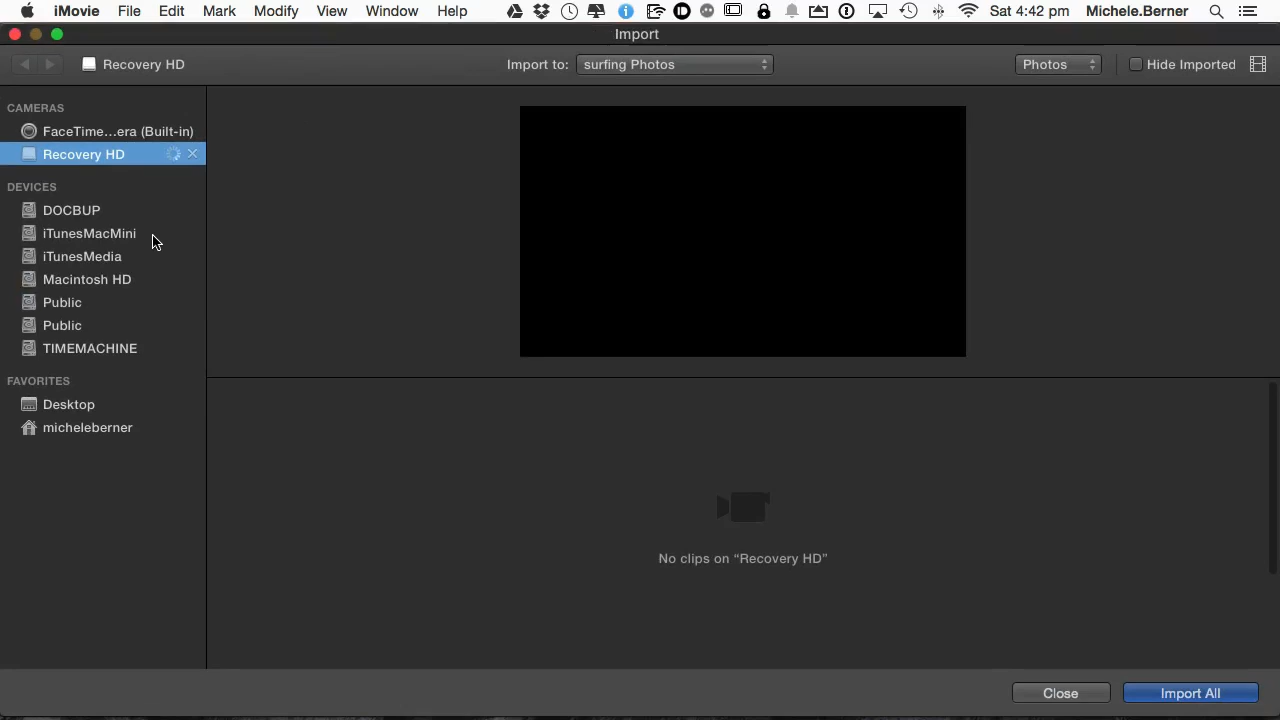 iMovie File Edit Mark Modify View Window Help Sat 4:42 pm Michele.Berner
Import
Recovery HD Import to: surfing Photos Photos Hide Imported
CAMERAS
FaceTime...era (Built-in)
Recovery HD
DEVICES
DOCBUP
iTunesMacMini
iTunesMedia
Macintosh HD
Public
Public
TIMEMACHINE
FAVORITES
Desktop
micheleberner
No clips on “Recovery HD”
Close Import All